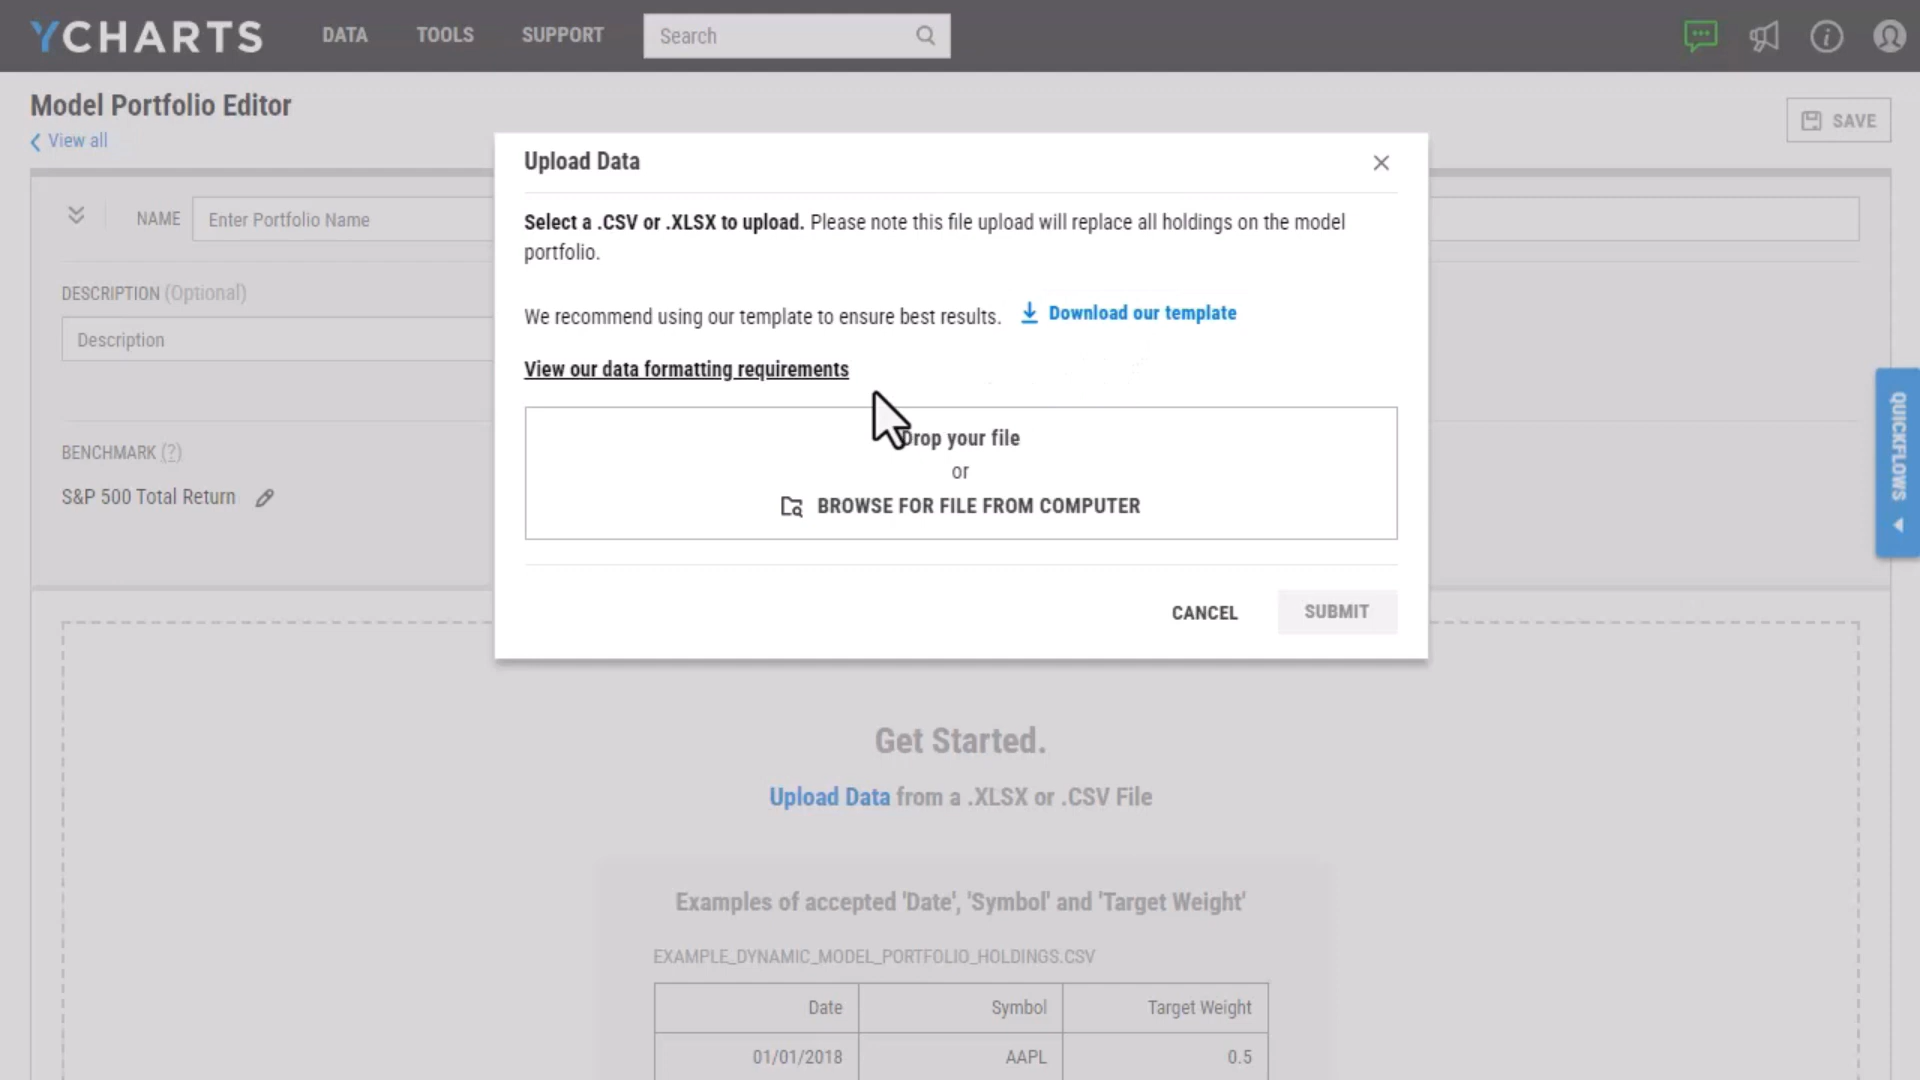 YCHARTS DATA TOOLS SUPPORT Search
Model Portfolio Editor
View all
SAVE
NAME Enter Portfolio Name
DESCRIPTION (Optional)
Description
BENCHMARK (?)
S&P 500 Total Return
Upload Data
Select a .CSV or .XLSX to upload. Please note this file upload will replace all holdings on the model
portfolio.
We recommend using our template to ensure best results. Download our template
View our data formatting requirements
Drop your file
or
BROWSE FOR FILE FROM COMPUTER
CANCEL SUBMIT
QUICKFLOWS
Get Started.
Upload Data from a .XLSX or .CSV File
Examples of accepted 'Date', 'Symbol' and 'Target Weight'
EXAMPLE_DYNAMIC_MODEL_PORTFOLIO_HOLDINGS.CSV
Date Symbol Target Weight
01/01/2018 AAPL 0.5